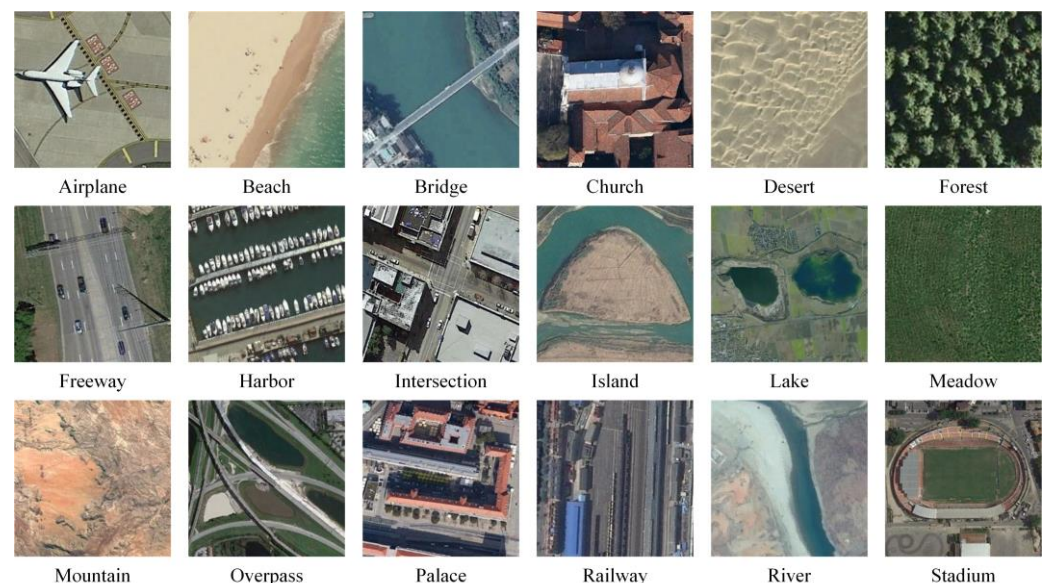 Airplane Beach Bridge Church Desert Forest
Freeway Harbor Intersection Island Lake Meadow
Mountain Overpass Palace Railway River Stadium